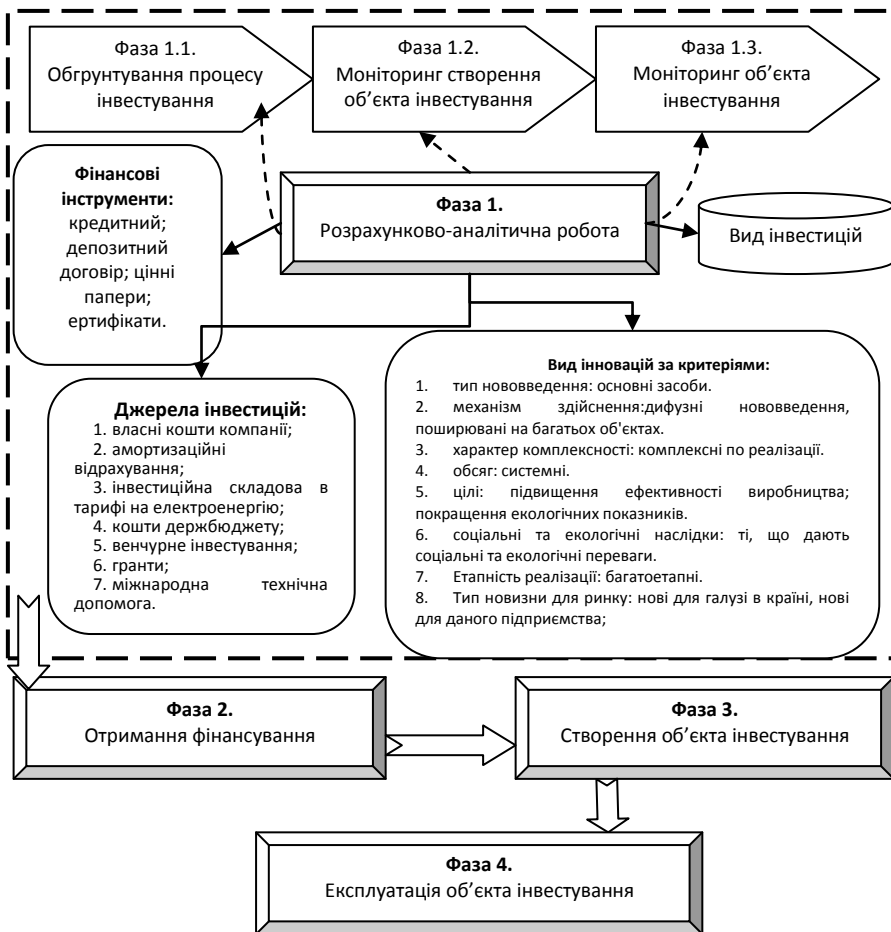 Фаза 1.1.
Обгрунтування процесу
інвестування
Фаза 1.2.
Моніторинг створення
об’єкта інвестування
Фаза 1.3.
Моніторинг об’єкта
інвестування
Фінансові
інструменти:
кредитний;
депозитний
договір; цінні
папери;
ертифікати.
Фаза 1.
Розрахунково-аналітична робота
Вид інвестицій
Джерела інвестицій:
1. власні кошти компанії;
2. амортизаційні
відрахування;
3. інвестиційна складова в
тарифі на електроенергію;
4. кошти держбюджету;
5. венчурне інвестування;
6. гранти;
7. міжнародна технічна
допомога.
Вид інновацій за критеріями:
1. тип нововведення: основні засоби.
2. механізм здійснення:дифузні нововведення,
поширювані на багатьох об'єктах.
3. характер комплексності: комплексні по реалізації.
4. обсяг: системні.
5. цілі: підвищення ефективності виробництва;
покращення екологічних показників.
6. соціальні та екологічні наслідки: ті, що дають
соціальні та екологічні переваги.
7. Етапність реалізації: багатоетапні.
8. Тип новизни для ринку: нові для галузі в країні, нові
для даного підприємства;
Фаза 2.
Отримання фінансування
Фаза 3.
Створення об’єкта інвестування
Фаза 4.
Експлуатація об’єкта інвестування